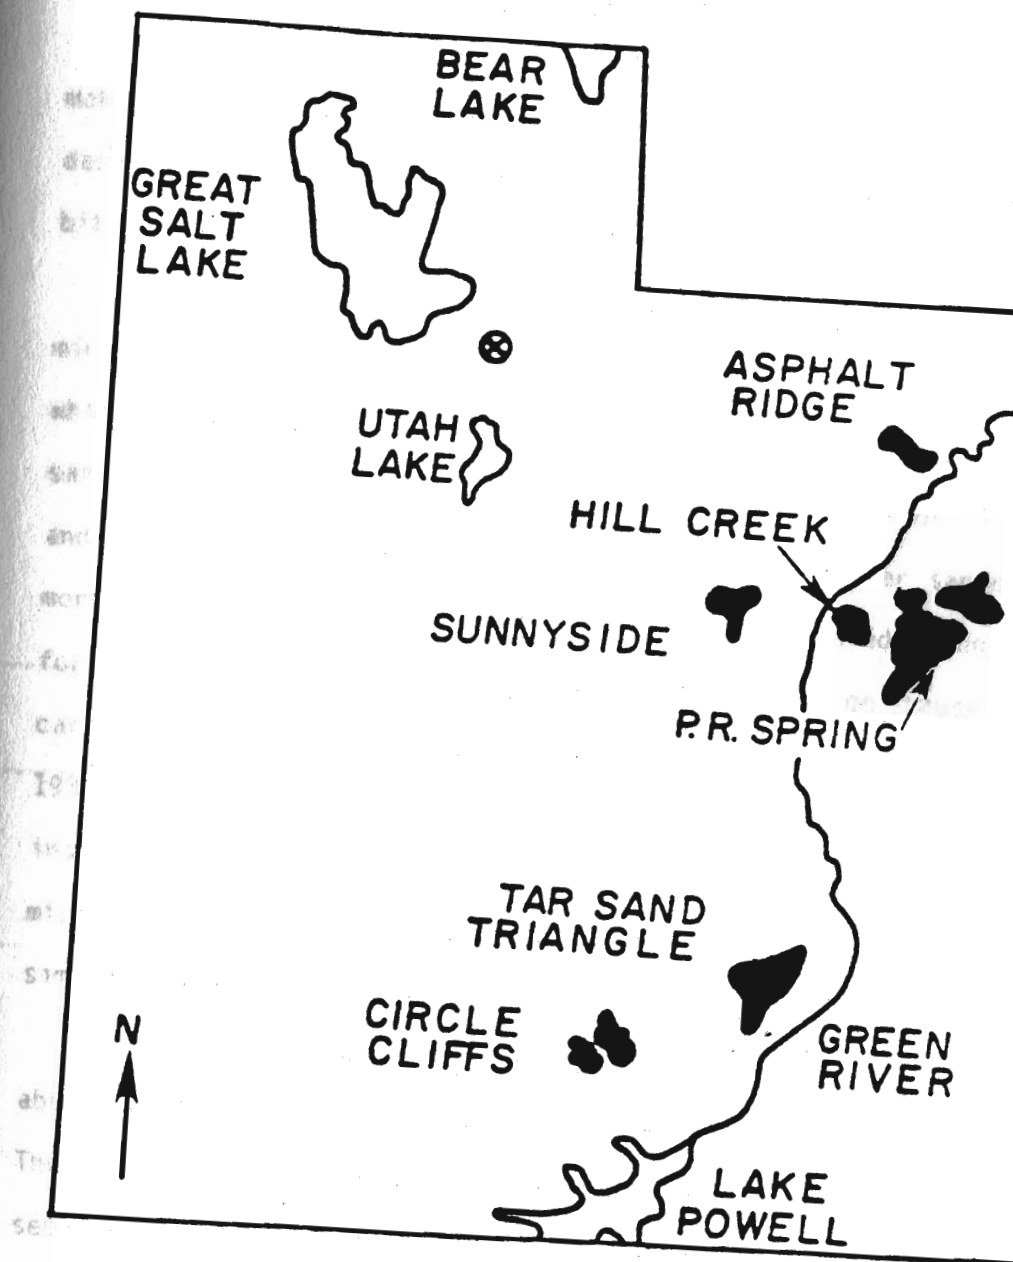 BEAR
LAKE
GREAT
SALT
LAKE
ASPHALT
RIDGE
UTAH
LAKE
HILL CREEK
SUNNYSIDE
P.R. SPRING
TAR SAND
TRIANGLE
CIRCLE
CLIFFS
N
GREEN
RIVER
LAKE
POWELL